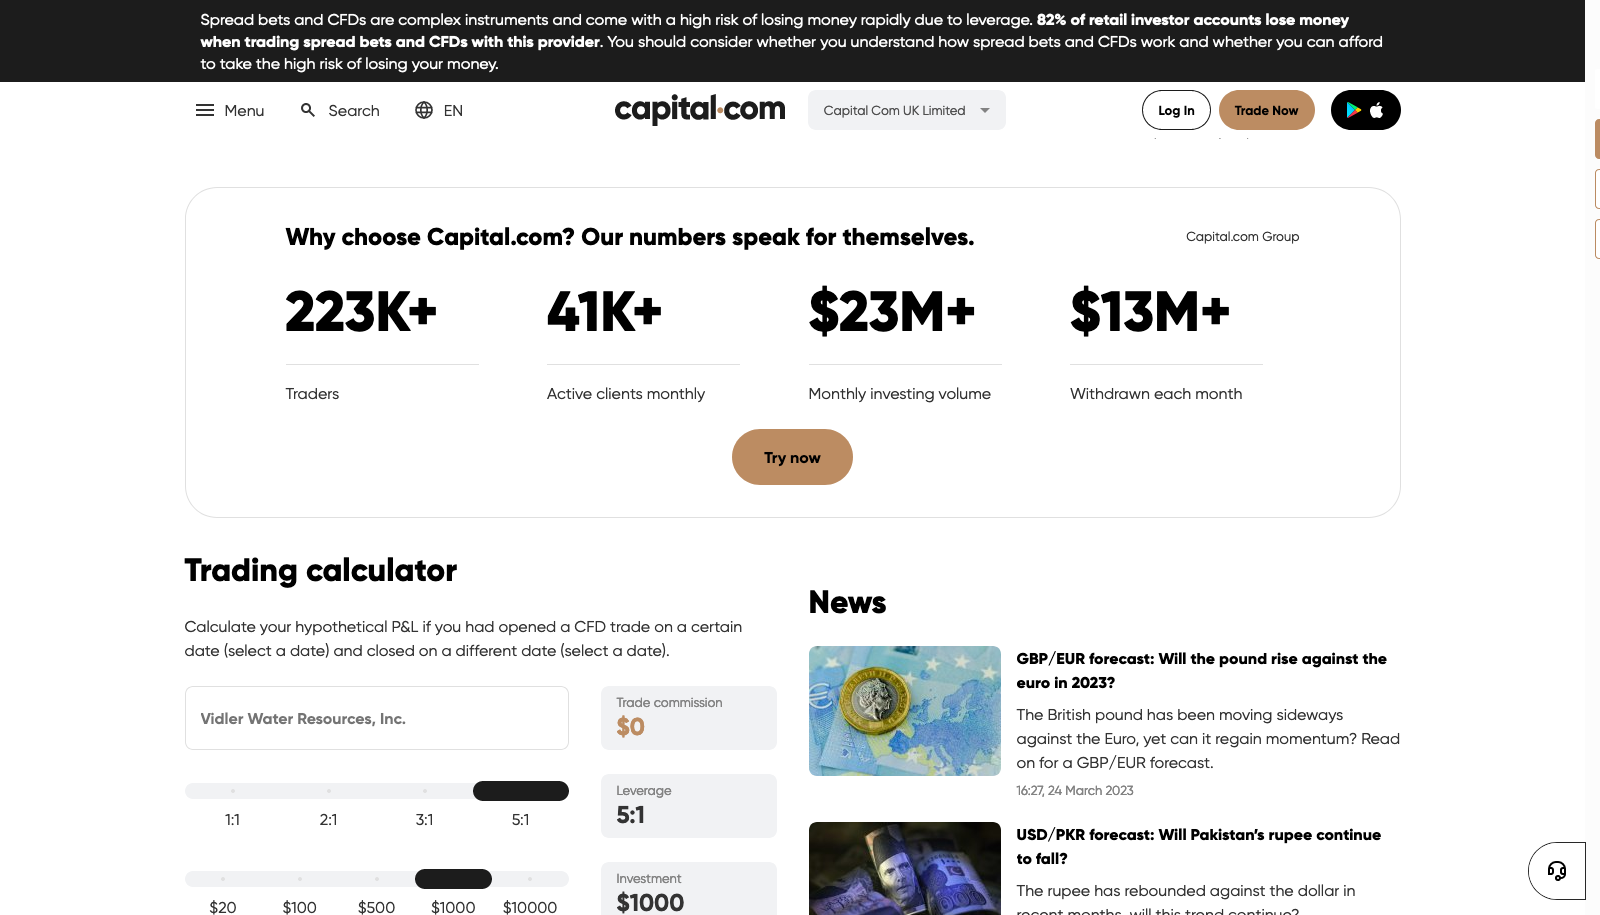 Spread bets and CFDs are complex instruments and come with a high risk of losing money rapidly due to leverage. 82% of retail investor accounts lose money
when trading spread bets and CFDs with this provider. You should consider whether you understand how spread bets and CFDs work and whether you can afford
to take the high risk of losing your money.
Menu Search EN capital.com Capital Com UK Limited Log In Trade Now
Why choose Capital.com? Our numbers speak for themselves. Capital.com Group
223K+ 41K+ $23M+ $13M+
Traders Active clients monthly Monthly investing volume Withdrawn each month
Try now
Trading calculator
Calculate your hypothetical P&L if you had opened a CFD trade on a certain
date (select a date) and closed on a different date (select a date).
Vidler Water Resources, Inc.
Trade commission
$0
1:1 2:1 3:1 5:1
Leverage
5:1
$20 $100 $500 $1000 $10000
Investment
$1000
News
GBP/EUR forecast: Will the pound rise against the
euro in 2023?
The British pound has been moving sideways
against the Euro, yet can it regain momentum? Read
on for a GBP/EUR forecast.
16:27, 24 March 2023
USD/PKR forecast: Will Pakistan's rupee continue
to fall?
The rupee has rebounded against the dollar in
recent months, will this trend continue?